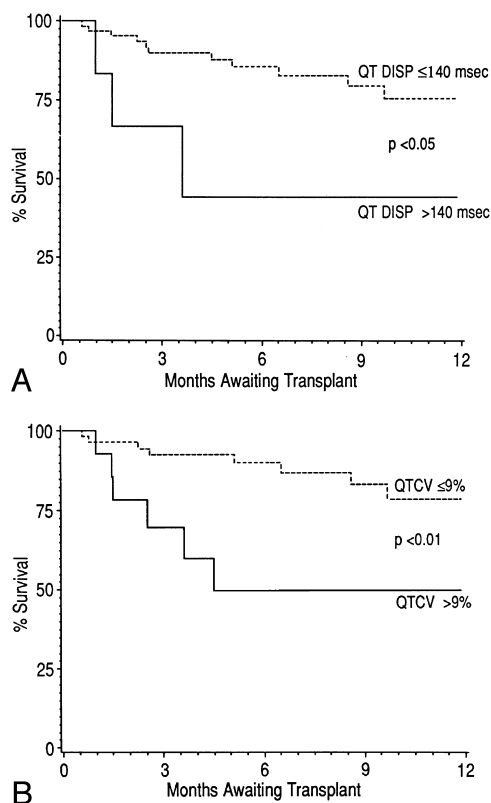 100
75
50
25
0
% Survival
QT DISP ≤140 msec
p <0.05
QT DISP >140 msec
0 3 6 9 12
Months Awaiting Transplant
A
100
75
50
25
0
% Survival
QTCV ≤9%
p <0.01
QTCV >9%
0 3 6 9 12
Months Awaiting Transplant
B